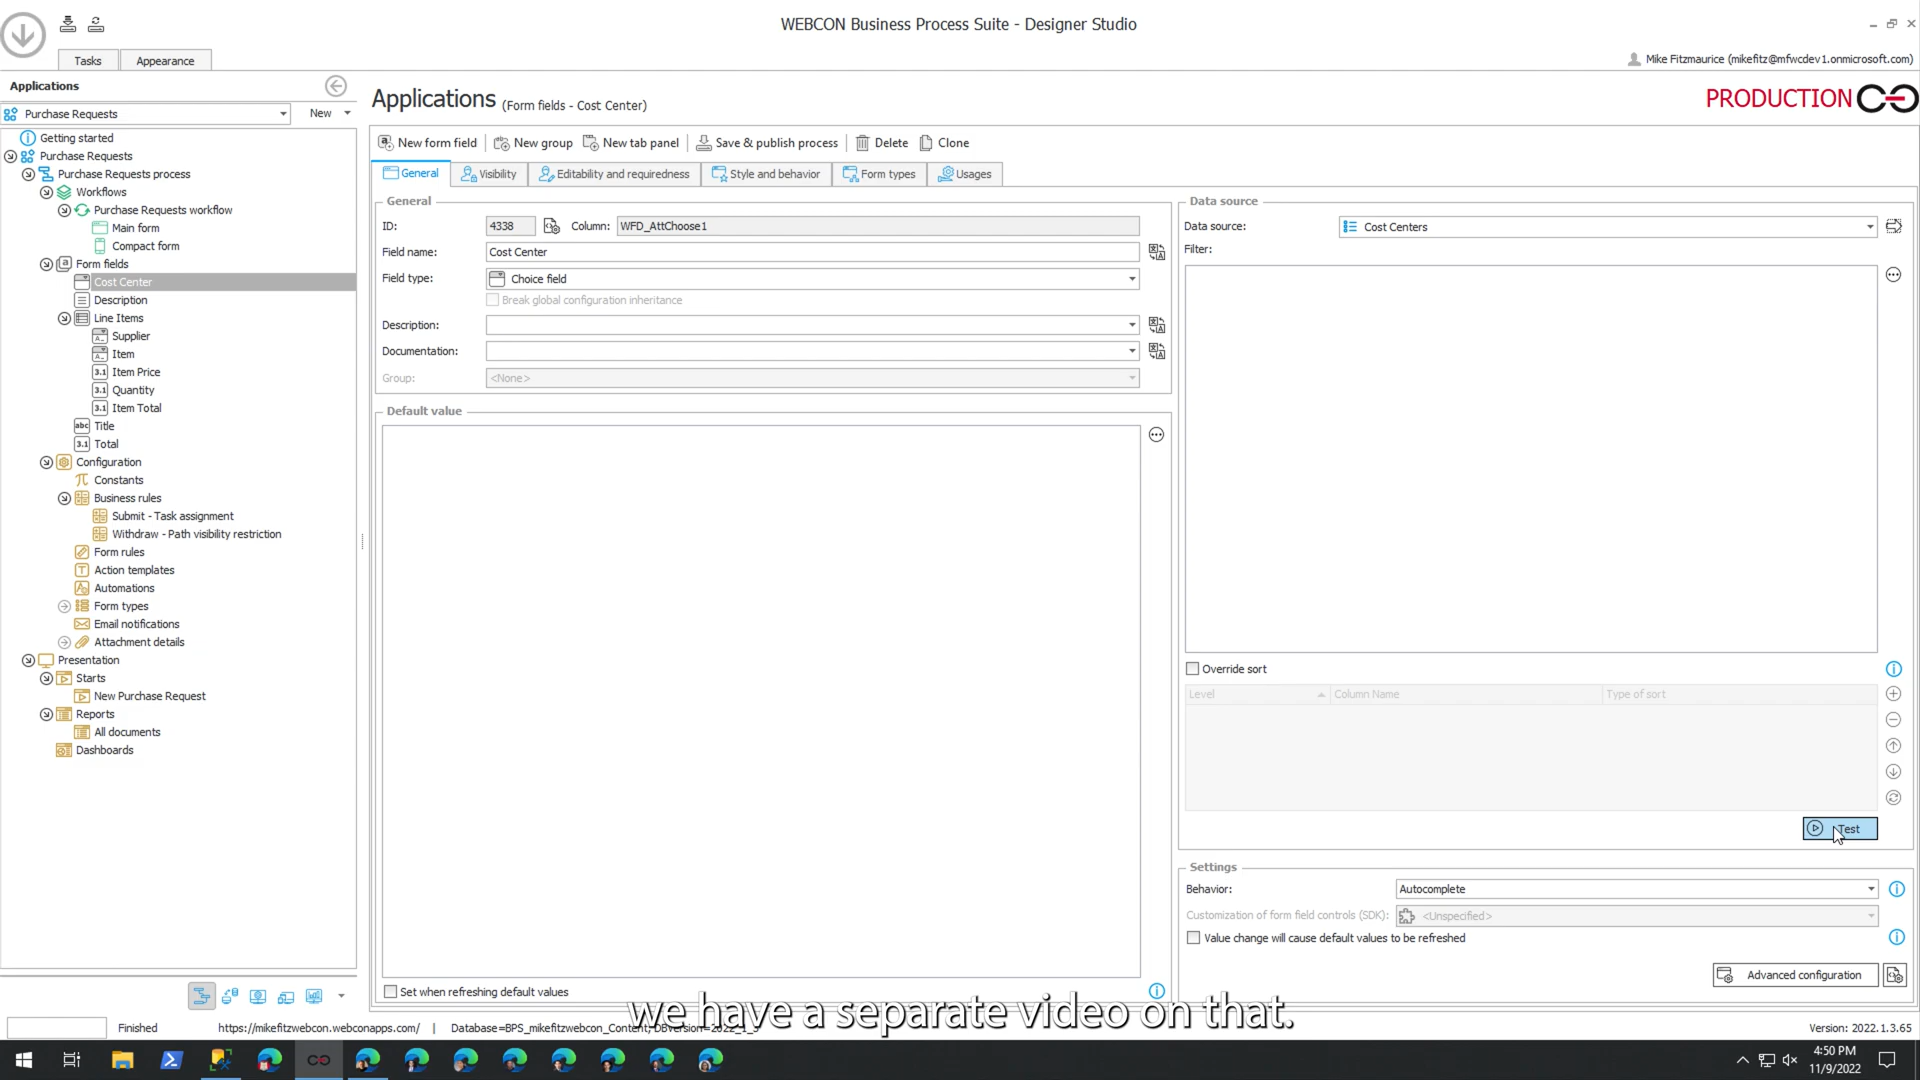 WEBCON Business Process Suite - Designer Studio
Tasks
Appearance
Mike Fitzmaurice (mikefitz@mfwcdev1.onmicrosoft.com)
Applications
Purchase Requests
New
Getting started
Purchase Requests
Purchase Requests process
Workflows
Purchase Requests workflow
Main form
Compact form
Form fields
Cost Center
Description
Line Items
Supplier
Item
Item Price
Quantity
Item Total
Title
Total
Configuration
Constants
Business rules
Submit - Task assignment
Withdraw - Path visibility restriction
Form rules
Action templates
Automations
Form types
Email notifications
Attachment details
Presentation
Starts
New Purchase Request
Reports
All documents
Dashboards
Applications (Form fields - Cost Center)
PRODUCTION
New form field
New group
New tab panel
Save & publish process
Delete
Clone
General
Visibility
Editability and requiredness
Style and behavior
Form types
Usages
General
ID: 4338 Column: WFD_AttChoose1
Field name: Cost Center
Field type: Choice field
Break global configuration inheritance
Description:
Documentation:
Group: <None>
Default value
Set when refreshing default values
Data source
Data source: Cost Centers
Filter:
Override sort
Level Column Name Type of sort
Test
Settings
Behavior: Autocomplete
Customization of form field controls (SDK): <Unspecified>
Value change will cause default values to be refreshed
Advanced configuration
we have a separate video on that.
Finished https://mikefitzwebcon.webconapps.com/ | Database=BPS_mikefitzwebcon_Content, DBversion=2022_1_3
Version: 2022.1.3.65
4:50 PM
11/9/2022